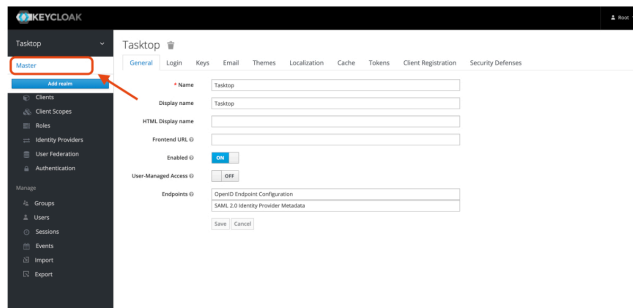 KEYCLOAK
Root
Tasktop
Master
Add realm
Clients
Client Scopes
Roles
Identity Providers
User Federation
Authentication
Manage
Groups
Users
Sessions
Events
Import
Export
Tasktop
General Login Keys Email Themes Localization Cache Tokens Client Registration Security Defenses
* Name Tasktop
Display name Tasktop
HTML Display name
Frontend URL
Enabled ON
User-Managed Access OFF
Endpoints OpenID Endpoint Configuration
SAML 2.0 Identity Provider Metadata
Save Cancel